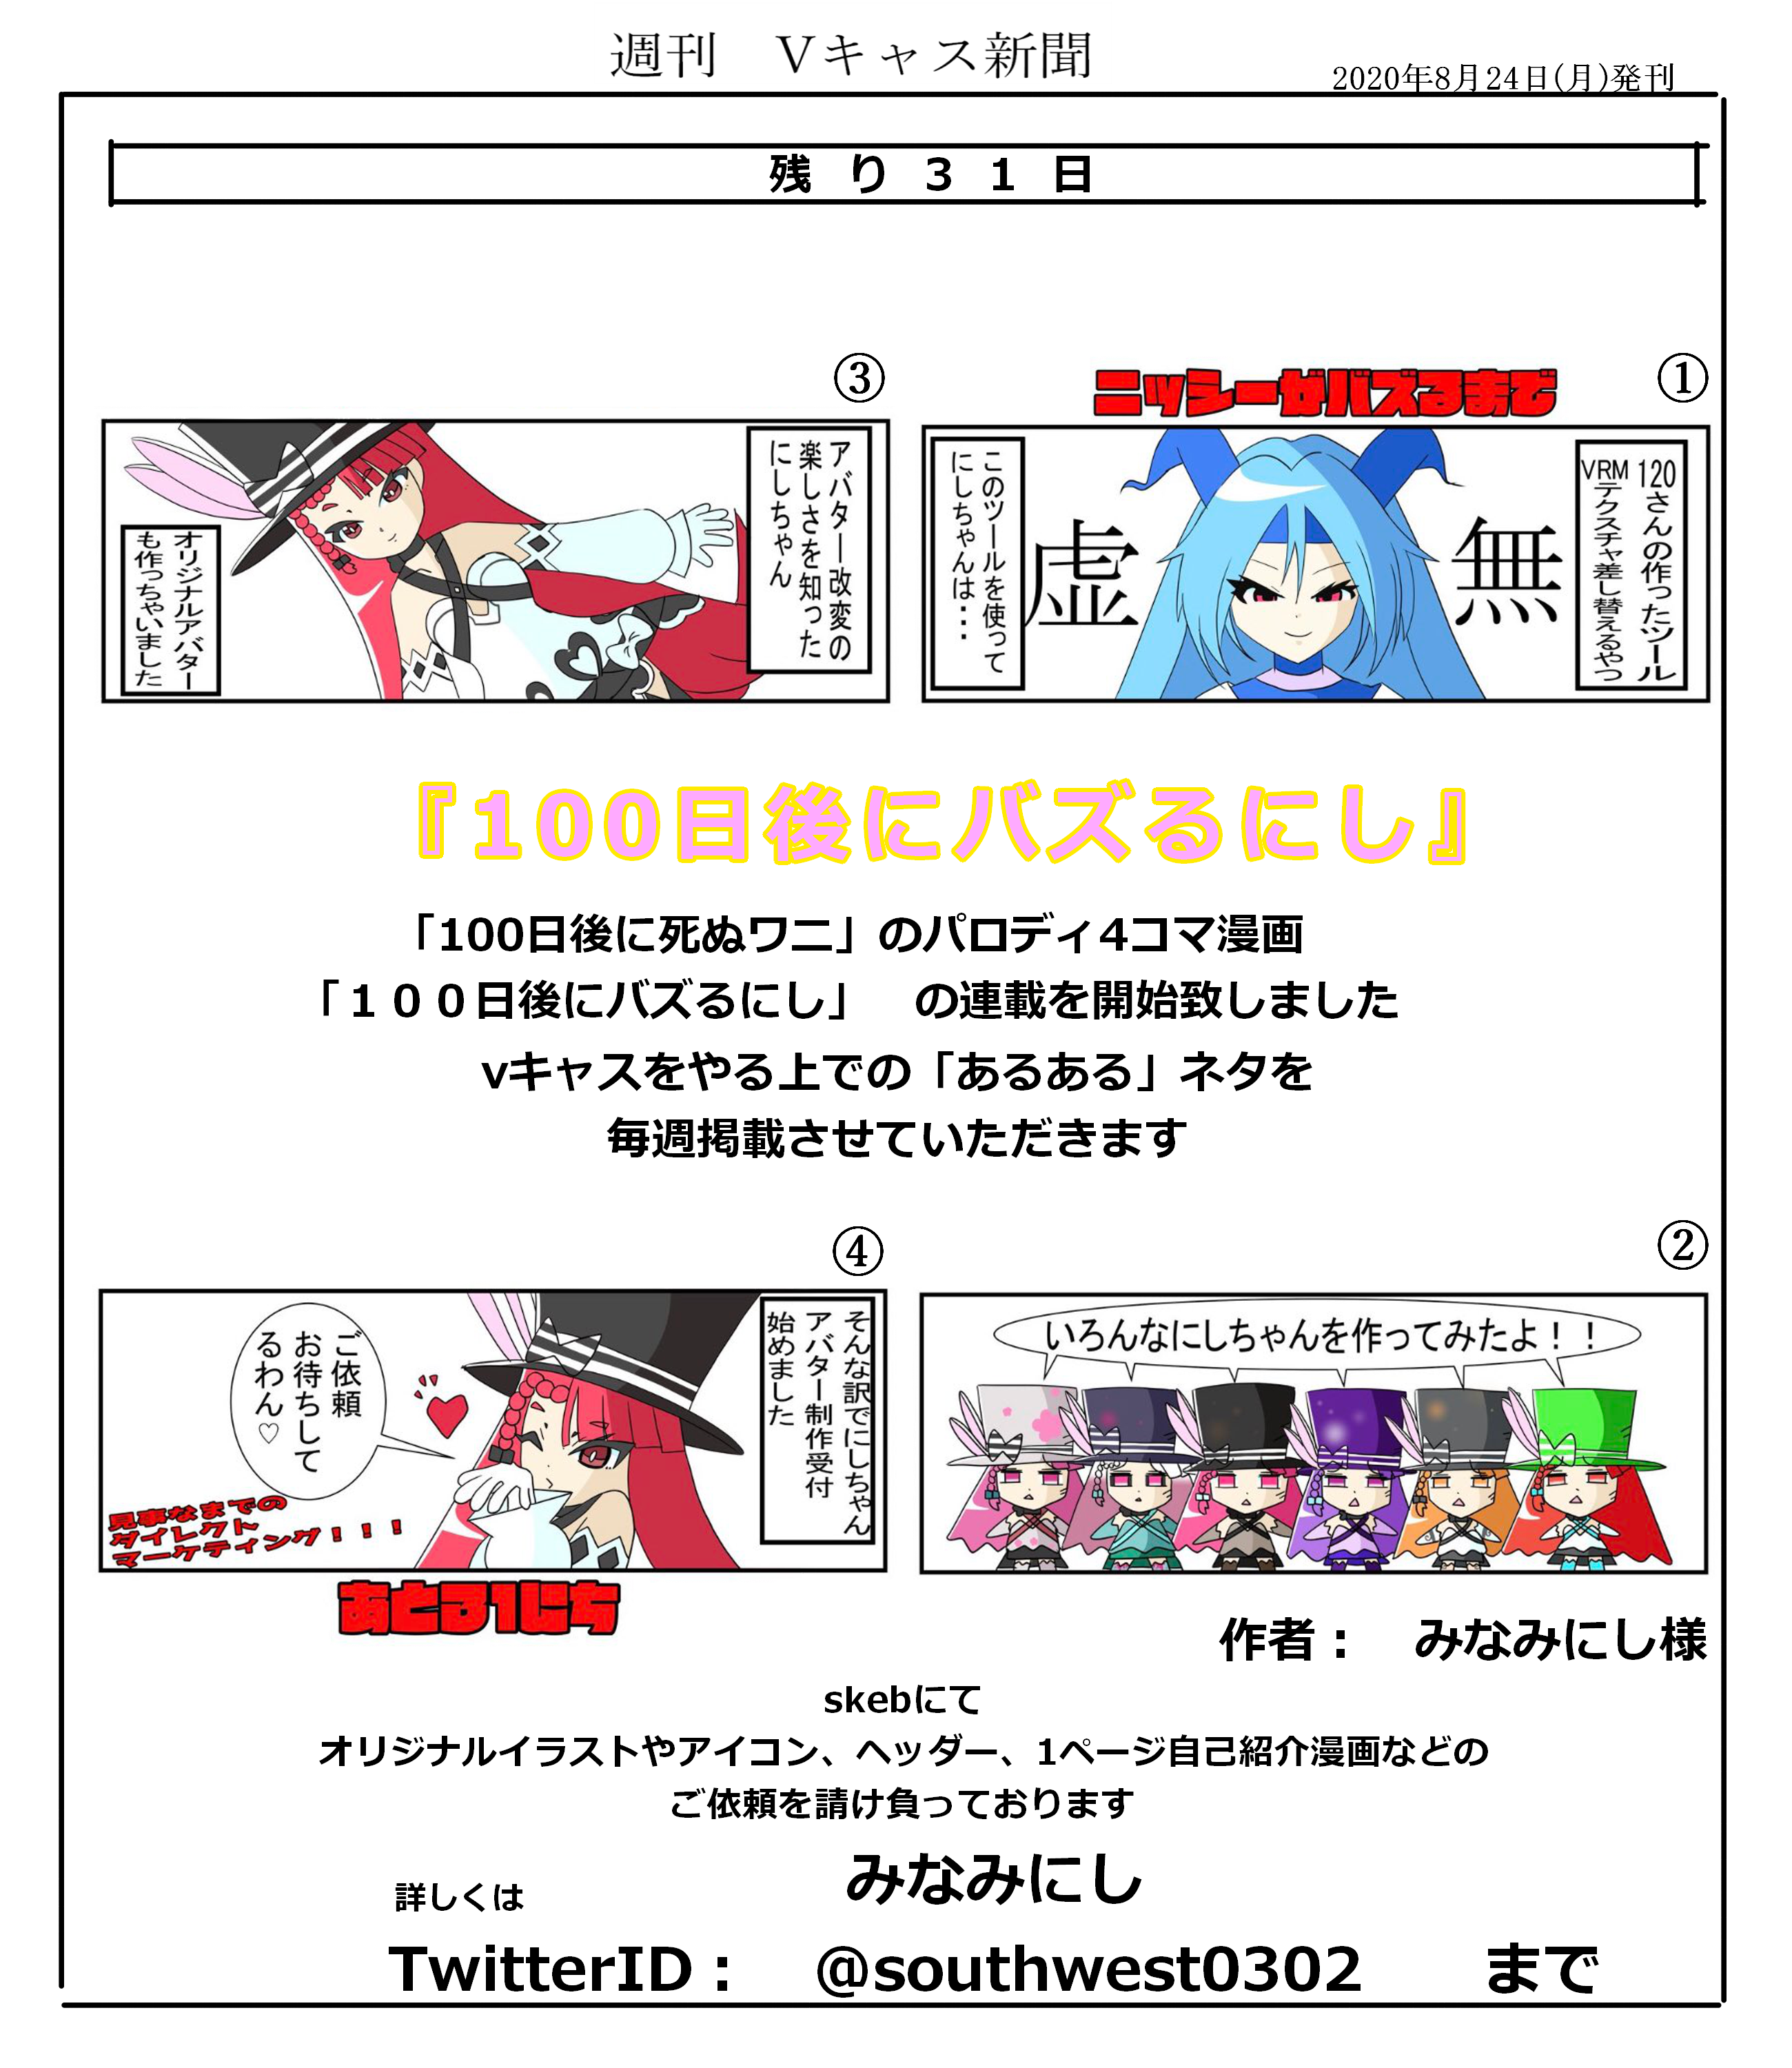 週刊　Vキャス新聞
2020年8月24日(月)発刊
残り31日
①
ニッシーがバズるまで
120さんの作ったツール
VRMテクスチャ差し替えるやつ
無
虚
このツールを使って
にしちゃんは・・・
③
アバター改変の
楽しさを知った
にしちゃん
オリジナルアバター
も作っちゃいました
『100日後にバズるにし』
「100日後に死ぬワニ」のパロディ4コマ漫画
「１００日後にバズるにし」　の連載を開始致しました
vキャスをやる上での「あるある」ネタを
毎週掲載させていただきます
②
いろんなにしちゃんを作ってみたよ！！
④
そんな訳でにしちゃん
アバター制作受付
始めました
ご依頼
お待ちして
るわん♡
見事なまでの
ダイレクト
マーケティング！！！
あと31にち
作者：　みなみにし様
skebにて
オリジナルイラストやアイコン、ヘッダー、1ページ自己紹介漫画などの
ご依頼を請け負っております
みなみにし
詳しくは
TwitterID：　@southwest0302　　まで